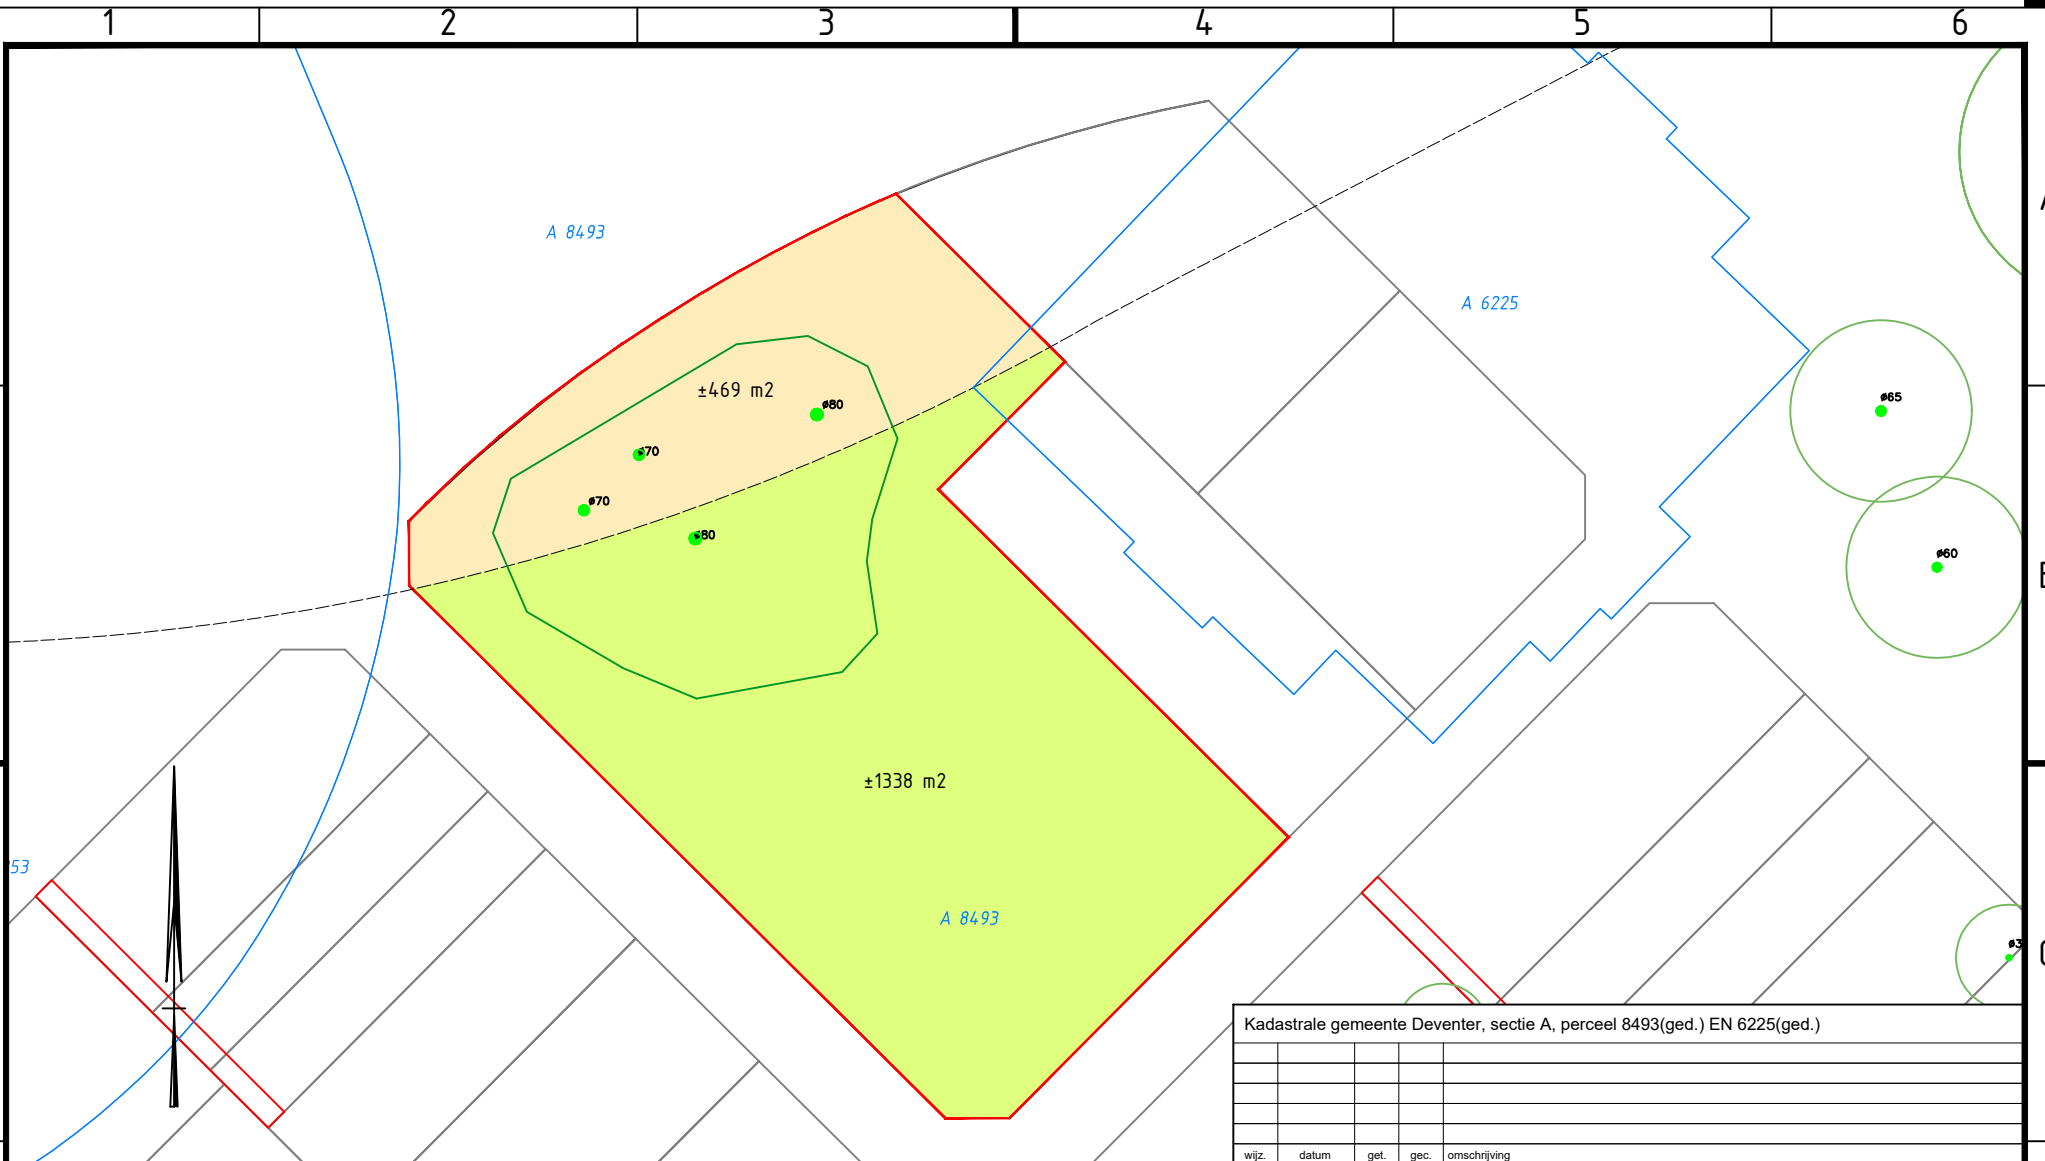 1 2 3 4 5 6
A 8493
A 6225
±469 m2
ø80
ø65
ø70
ø70
ø80
ø60
±1338 m2
53
A 8493
Kadastrale gemeente Deventer, sectie A, perceel 8493(ged.) EN 6225(ged.)
wijz. datum get. gec. omschrijving